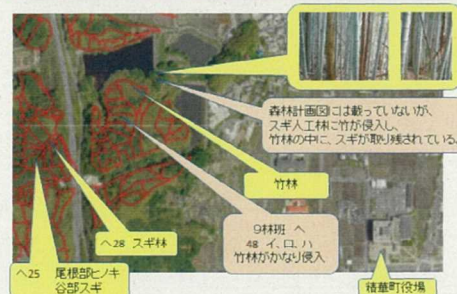 森林計画図には載っていないが、
スギ人工林に竹が侵入し、
竹林の中に、スギが取り残されている。
竹林
9林班 ヘ
48 イ、ロ、ハ
竹林がかなり侵入
ヘ28 スギ林
ヘ25 尾根部ヒノキ
谷部スギ
精華町役場